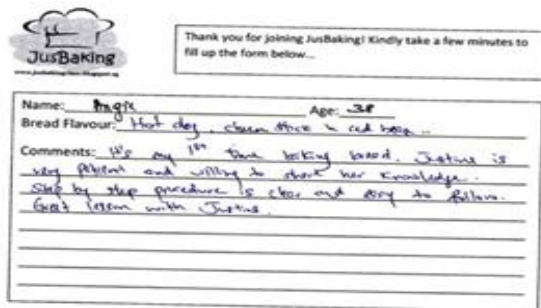 JusBaking
Thank you for joining JusBaking! Kindly take a few minutes to
fill up the form below...
Name: Angie Age: 38
Bread Flavour: Hot dog, cheese stick n red bean..
Comments: It's my 1st time baking bread. Justine is
very patient and willing to share her knowledge.
Step by step procedure is clear and easy to follow.
Great lesson with Justine.